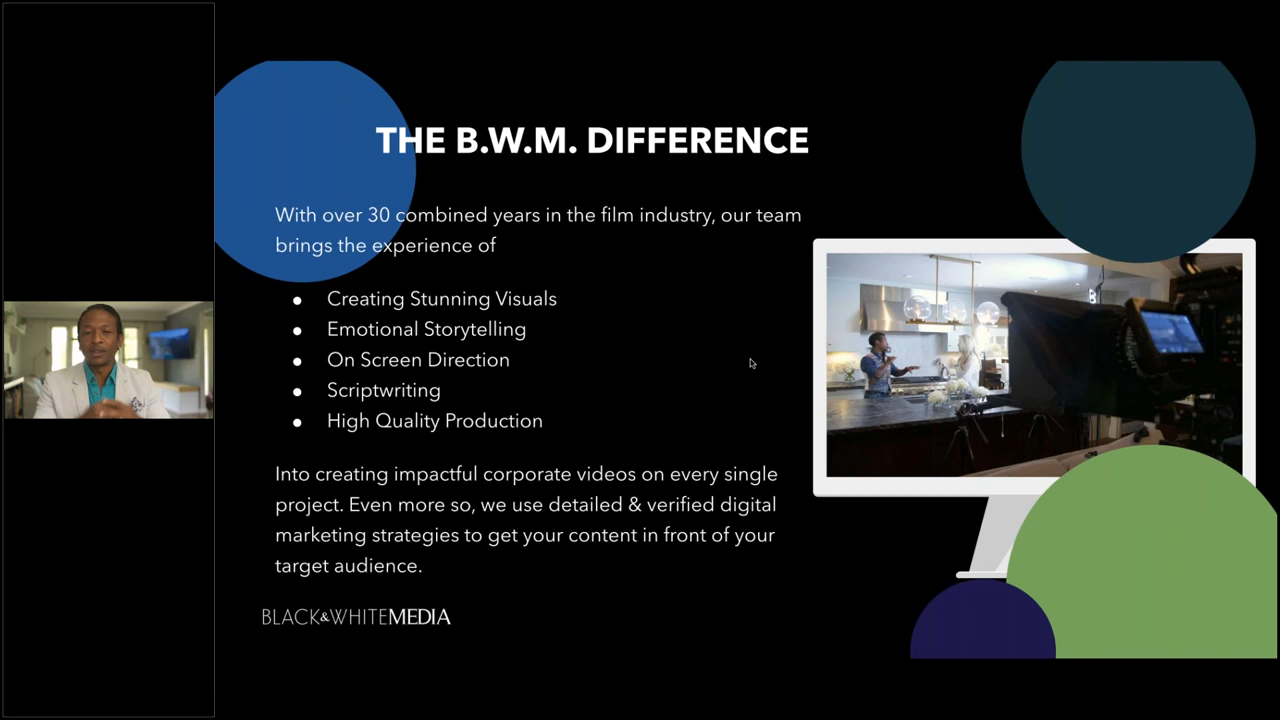 THE B.W.M. DIFFERENCE
With over 30 combined years in the film industry, our team
brings the experience of
● Creating Stunning Visuals
● Emotional Storytelling
● On Screen Direction
● Scriptwriting
● High Quality Production
Into creating impactful corporate videos on every single
project. Even more so, we use detailed & verified digital
marketing strategies to get your content in front of your
target audience.
BLACK&WHITEMEDIA